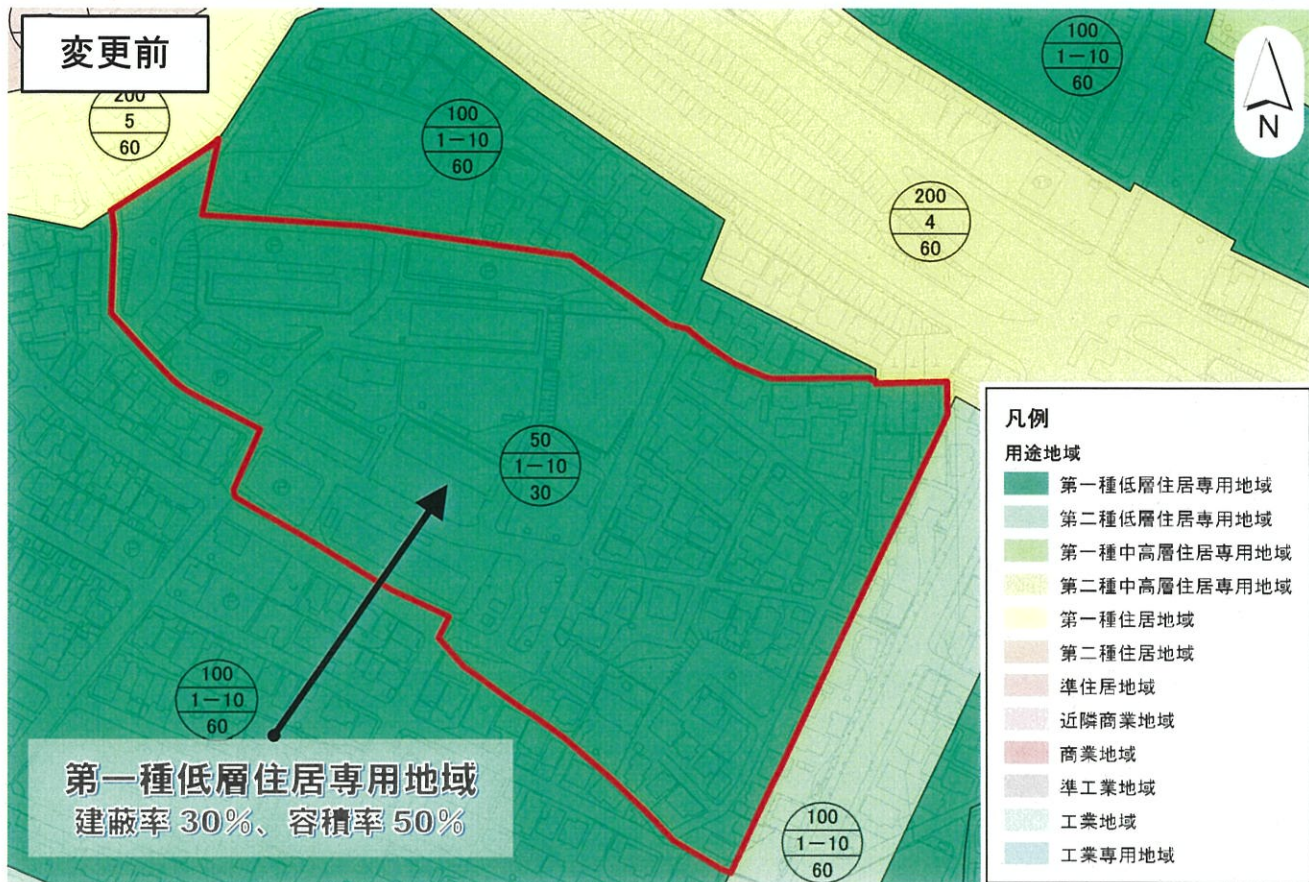 変更前
200
5
60
100
1－10
60
100
1－10
60
N
200
4
60
50
1－10
30
100
1－10
60
第一種低層住居専用地域
建蔽率 30％、容積率 50％
100
1－10
60
凡例
用途地域
第一種低層住居専用地域
第二種低層住居専用地域
第一種中高層住居専用地域
第二種中高層住居専用地域
第一種住居地域
第二種住居地域
準住居地域
近隣商業地域
商業地域
準工業地域
工業地域
工業専用地域